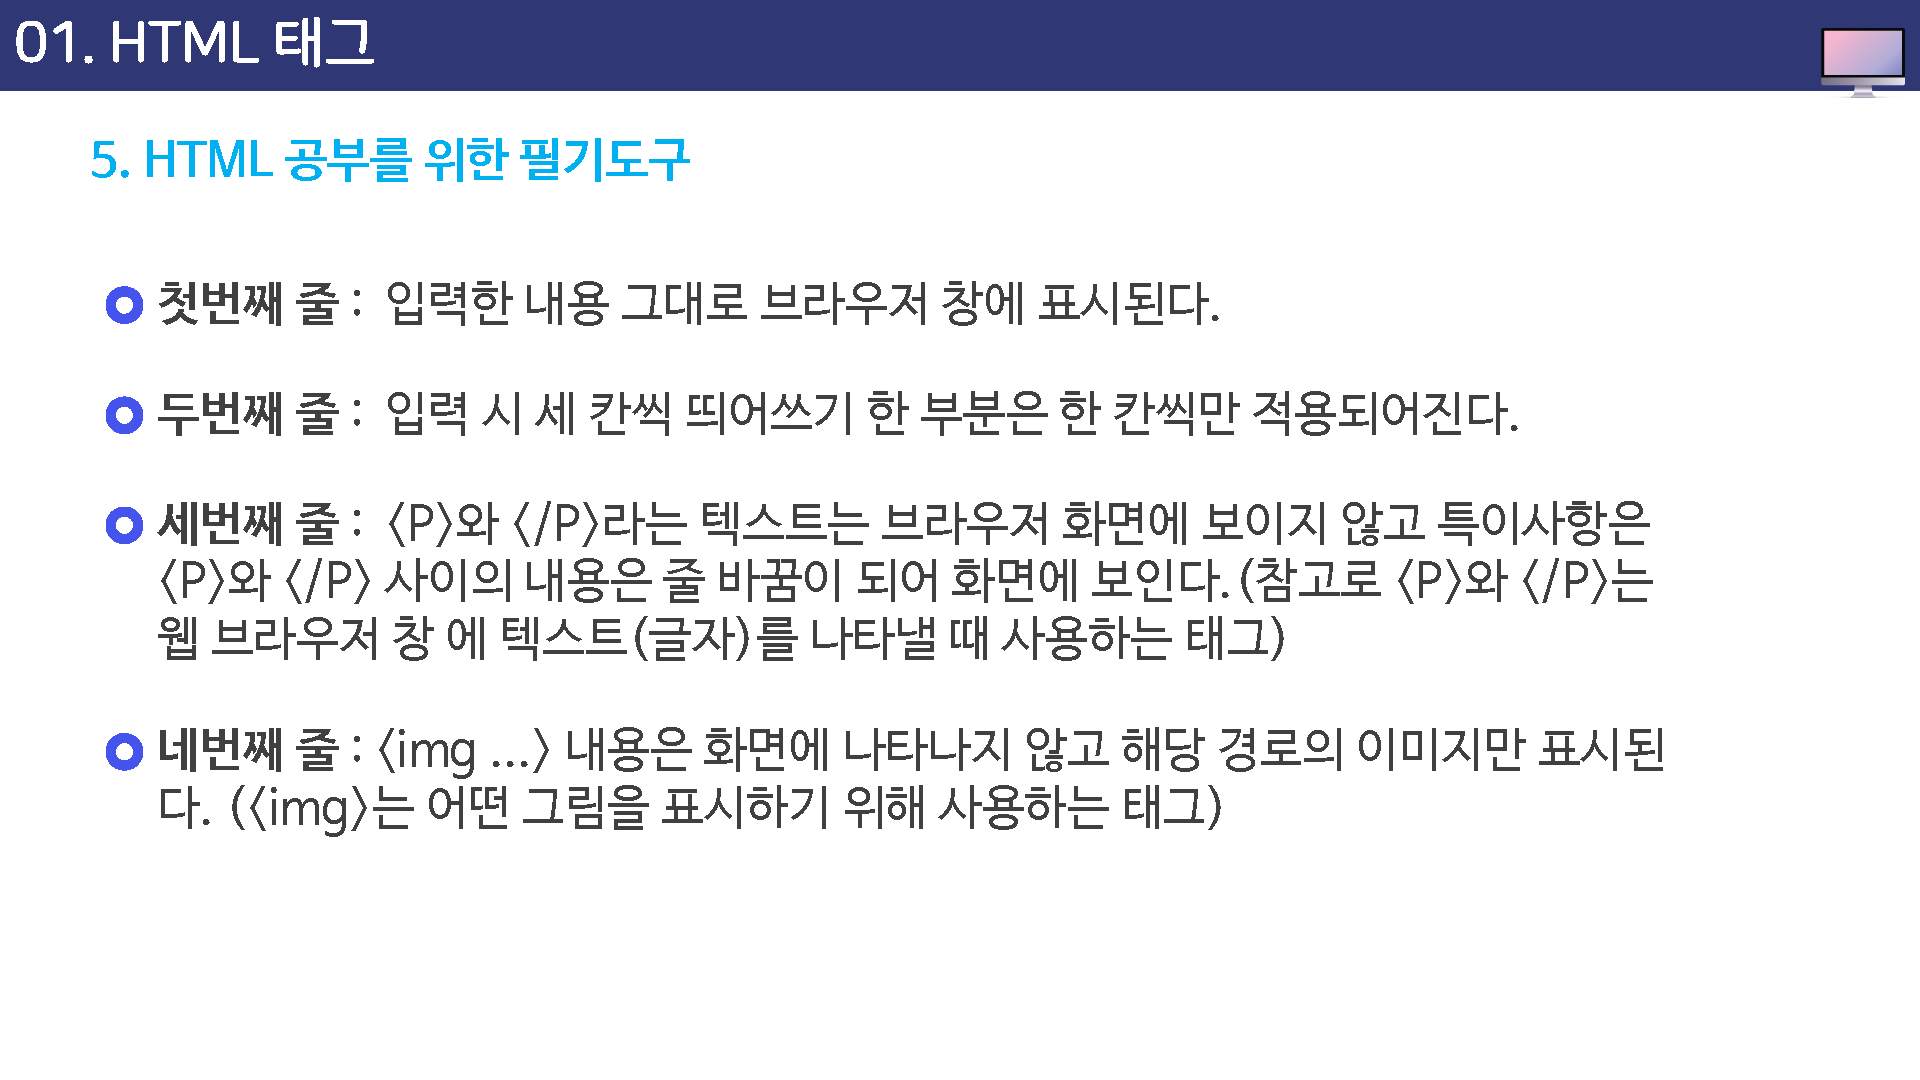 01. HTML 태그
5. HTML 공부를 위한 필기도구
첫번째 줄 : 입력한 내용 그대로 브라우저 창에 표시된다.
두번째 줄 : 입력 시 세 칸씩 띄어쓰기 한 부분은 한 칸씩만 적용되어진다.
세번째 줄 : 〈P〉와 〈/P〉라는 텍스트는 브라우저 화면에 보이지 않고 특이사항은
〈P〉와 〈/P〉 사이의 내용은 줄 바꿈이 되어 화면에 보인다. (참고로 〈P〉와 〈/P〉는
웹 브라우저 창 에 텍스트(글자)를 나타낼 때 사용하는 태그)
네번째 줄 : 〈img ...〉 내용은 화면에 나타나지 않고 해당 경로의 이미지만 표시된
다. (〈img〉는 어떤 그림을 표시하기 위해 사용하는 태그)